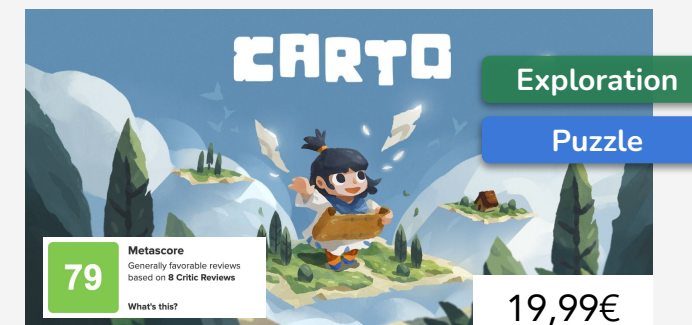 CARTO
Exploration
Puzzle
79
Metascore
Generally favorable reviews
based on 8 Critic Reviews
What's this?
19,99€